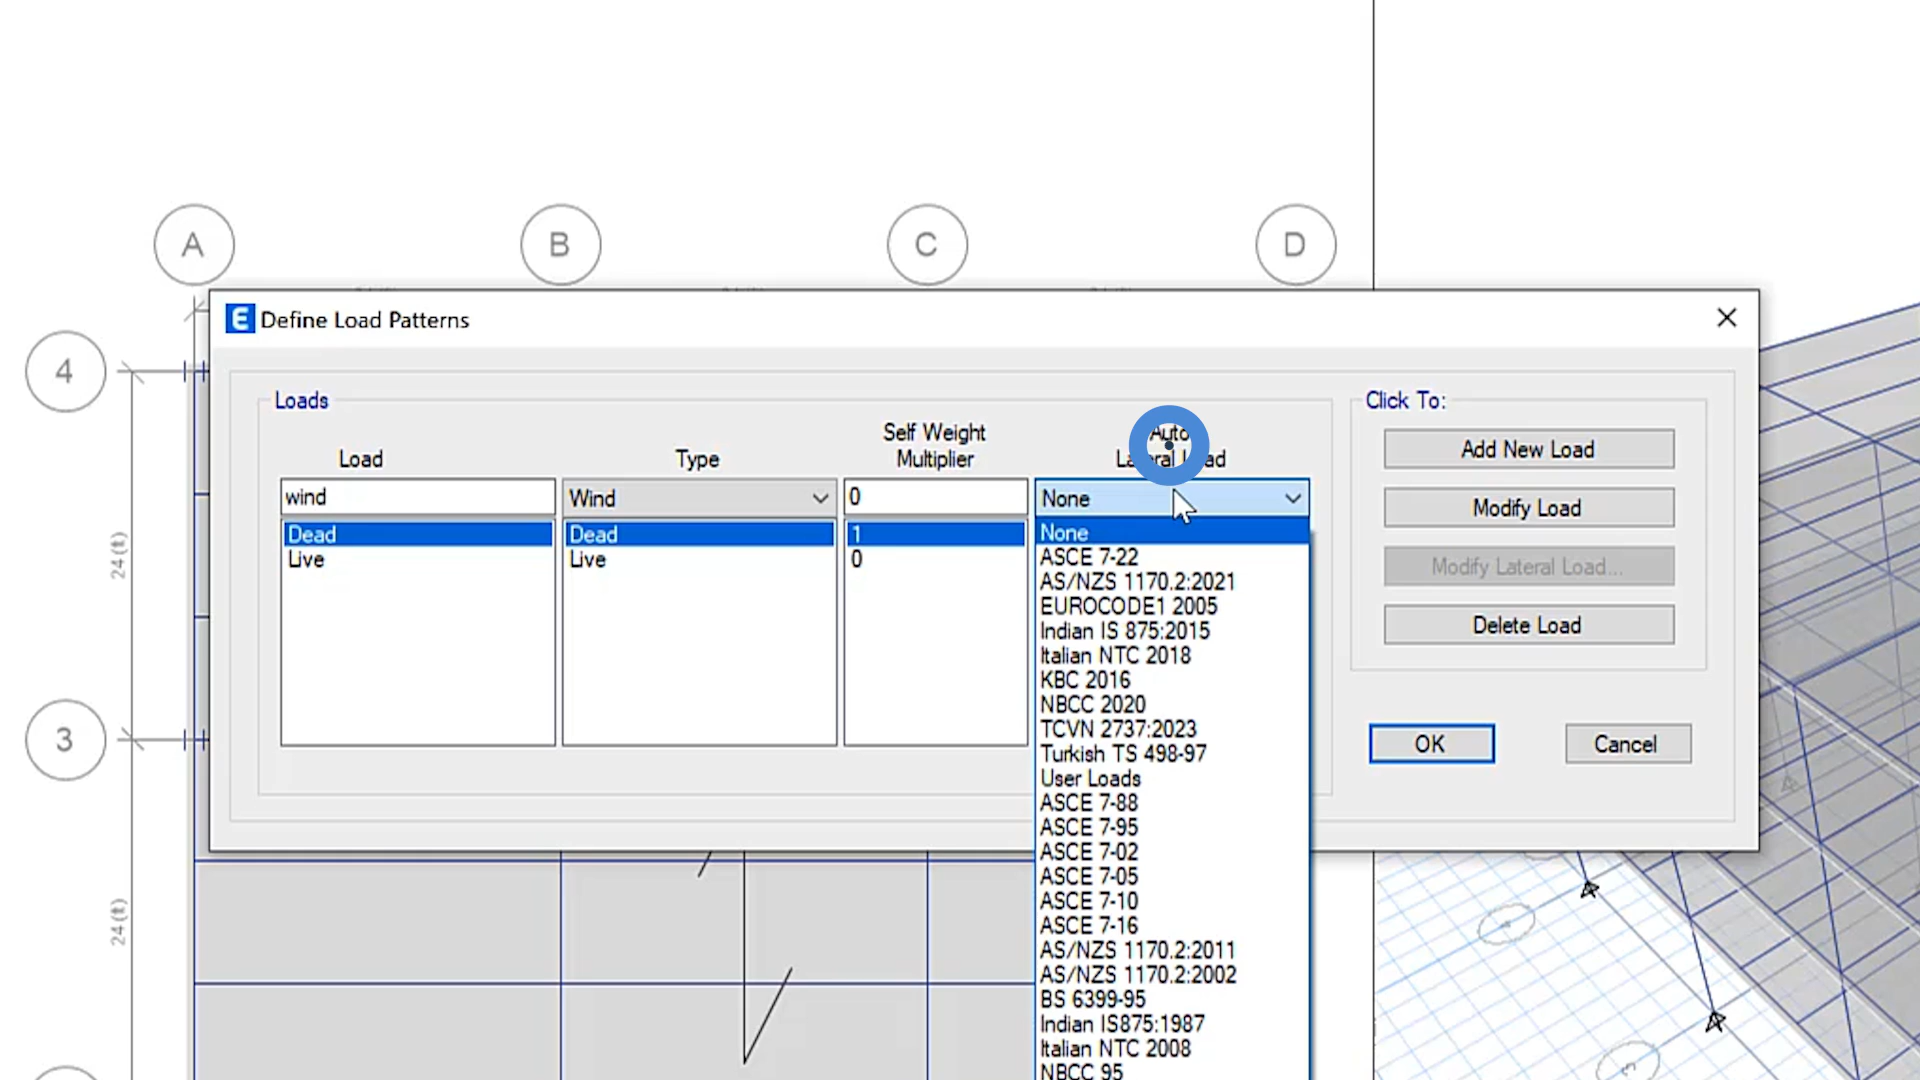 A
B
C
D
4
3
24 (ft)
24 (ft)
E Define Load Patterns
Loads
Load
Type
Self Weight
Multiplier
Auto
Lateral Load
wind
Wind
0
None
Dead
Dead
1
Live
Live
0
None
ASCE 7-22
AS/NZS 1170.2:2021
EUROCODE1 2005
Indian IS 875:2015
Italian NTC 2018
KBC 2016
NBCC 2020
TCVN 2737:2023
Turkish TS 498-97
User Loads
ASCE 7-88
ASCE 7-95
ASCE 7-02
ASCE 7-05
ASCE 7-10
ASCE 7-16
AS/NZS 1170.2:2011
AS/NZS 1170.2:2002
BS 6399-95
Indian IS875:1987
Italian NTC 2008
NBCC 95
Click To:
Add New Load
Modify Load
Modify Lateral Load...
Delete Load
OK
Cancel